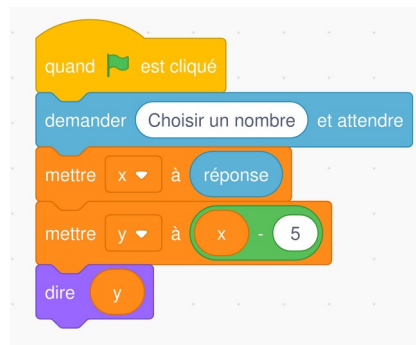 quand est cliqué
demander Choisir un nombre et attendre
mettre x à réponse
mettre y à x - 5
dire y